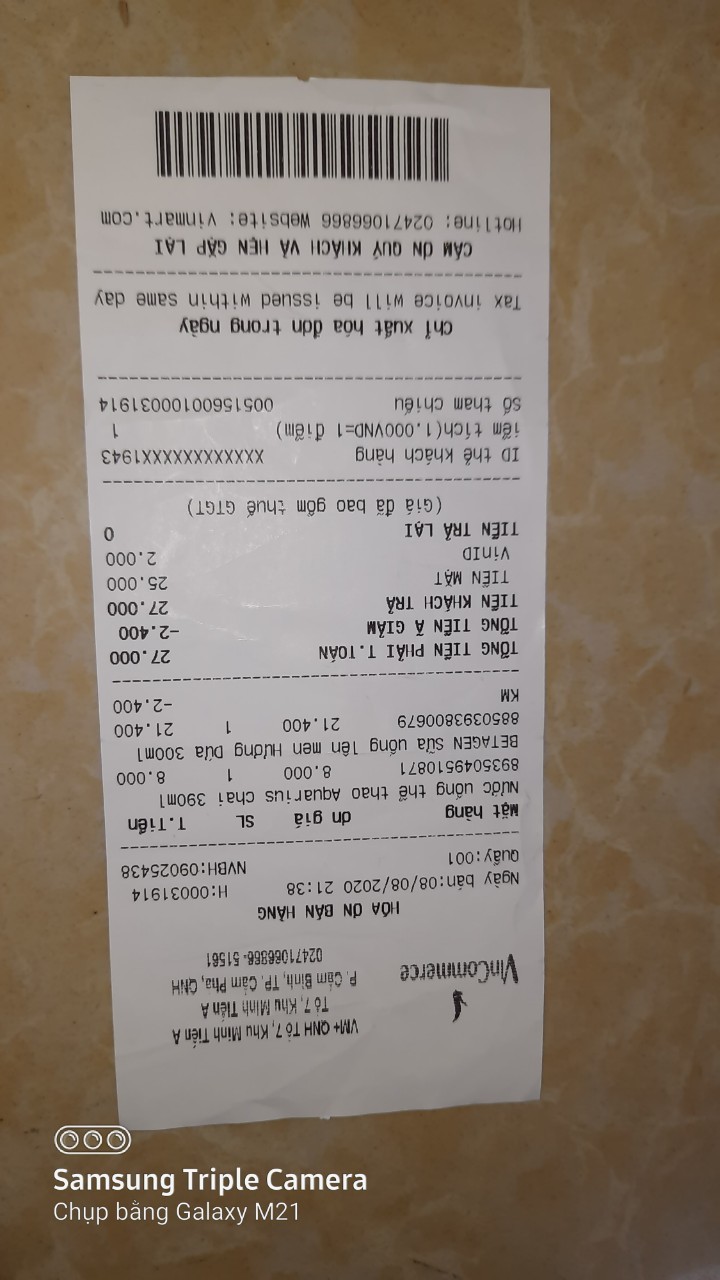 VinCommerce
VM+ QNH Tổ 7, Khu Minh Tiến A
Tổ 7, Khu Minh Tiến A
P. Cẩm Bình, TP. Cẩm Phả, QNH
02471066866-51561
HÓA ƠN BÁN HÀNG
Ngày bán:08/08/2020 21:38 H:00031914
Quầy:001 NVBH:09025438
Mặt hàng ơn giá SL T.Tiền
Nước uống thể thao Aquarius chai 390ml
8935049510871 8.000 1 8.000
BETAGEN Sữa uống lên men Hương Dừa 300ml
8850393800679 21.400 1 21.400
KM -2.400
TỔNG TIỀN PHẢI T.TOÁN 27.000
TỔNG TIỀN Ã GIẢM -2.400
TIỀN KHÁCH TRẢ 27.000
TIỀN MẶT 25.000
VinID 2.000
TIỀN TRẢ LẠI 0
(Giá đã bao gồm thuế GTGT)
ID thẻ khách hàng XXXXXXXXXXXX1943
iểm tích(1.000VND=1 điểm) 1
Số tham chiếu 00515600100031914
Chỉ xuất hóa đơn trong ngày
Tax invoice will be issued within same day
CẢM ƠN QUÝ KHÁCH VÀ HẸN GẶP LẠI
Hotline: 02471066866 Website: vinmart.com
Samsung Triple Camera
Chụp bằng Galaxy M21